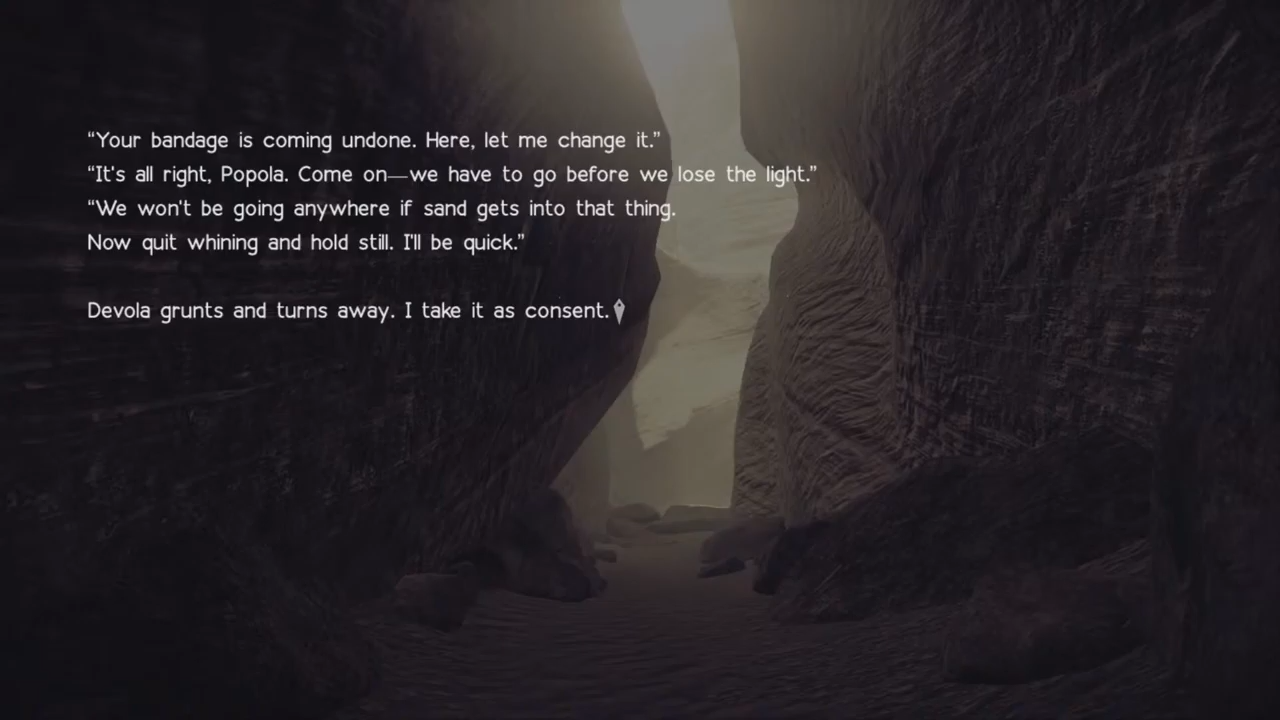 “Your bandage is coming undone. Here, let me change it.”
“It's all right, Popola. Come on—we have to go before we lose the light.”
“We won't be going anywhere if sand gets into that thing.
Now quit whining and hold still. I'll be quick.”
Devola grunts and turns away. I take it as consent.